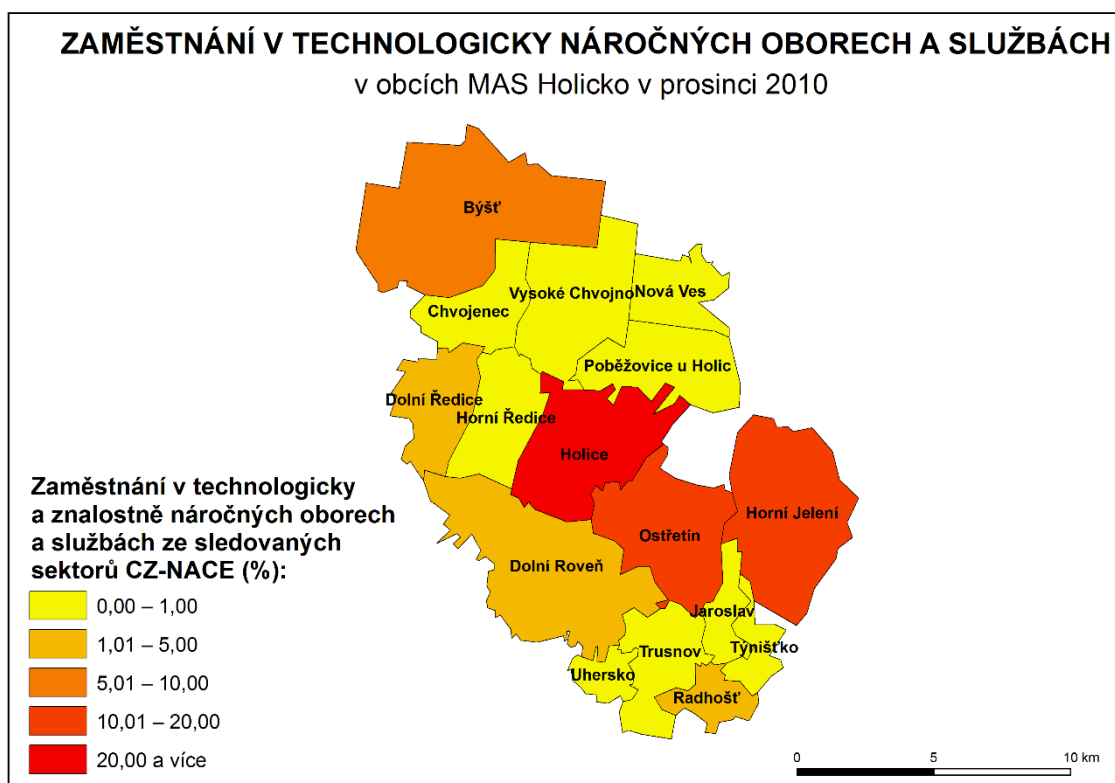 ZAMĚSTNÁNÍ V TECHNOLOGICKY NÁROČNÝCH OBORECH A SLUŽBÁCH
v obcích MAS Holicko v prosinci 2010
Býšť
Vysoké Chvojno
Nová Ves
Chvojenec
Poběžovice u Holic
Dolní Ředice
Horní Ředice
Holice
Horní Jelení
Ostřetín
Dolní Roveň
Jaroslav
Týnišťko
Trusnov
Uhersko
Radhošť
Zaměstnání v technologicky
a znalostně náročných oborech
a službách ze sledovaných
sektorů CZ-NACE (%):
0,00 – 1,00
1,01 – 5,00
5,01 – 10,00
10,01 – 20,00
20,00 a více
0 5 10 km